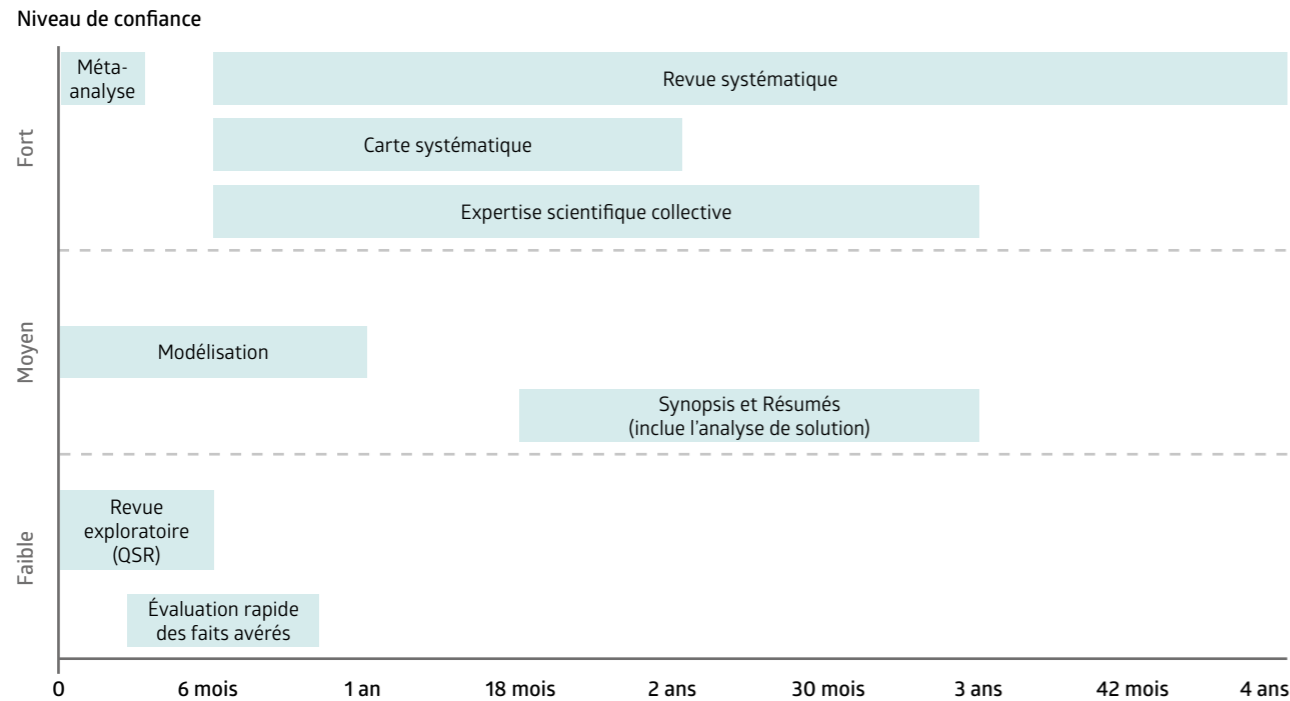 Niveau de confiance
Méta-
analyse
Revue systématique
Fort
Carte systématique
Expertise scientifique collective
Moyen
Modélisation
Synopsis et Résumés
(inclue l'analyse de solution)
Faible
Revue
exploratoire
(QSR)
Évaluation rapide
des faits avérés
0 6 mois 1 an 18 mois 2 ans 30 mois 3 ans 42 mois 4 ans